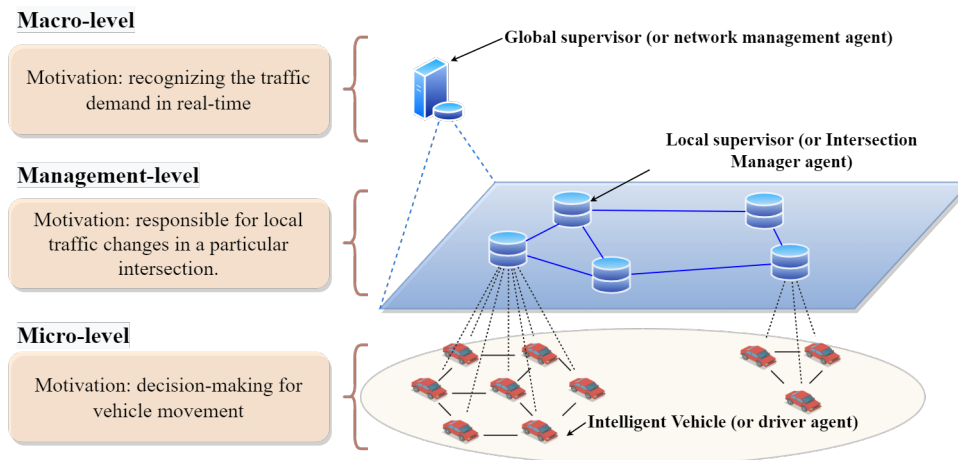 Macro-level
Motivation: recognizing the traffic
demand in real-time
Global supervisor (or network management agent)
Local supervisor (or Intersection
Manager agent)
Management-level
Motivation: responsible for local
traffic changes in a particular
intersection.
Micro-level
Motivation: decision-making for
vehicle movement
Intelligent Vehicle (or driver agent)